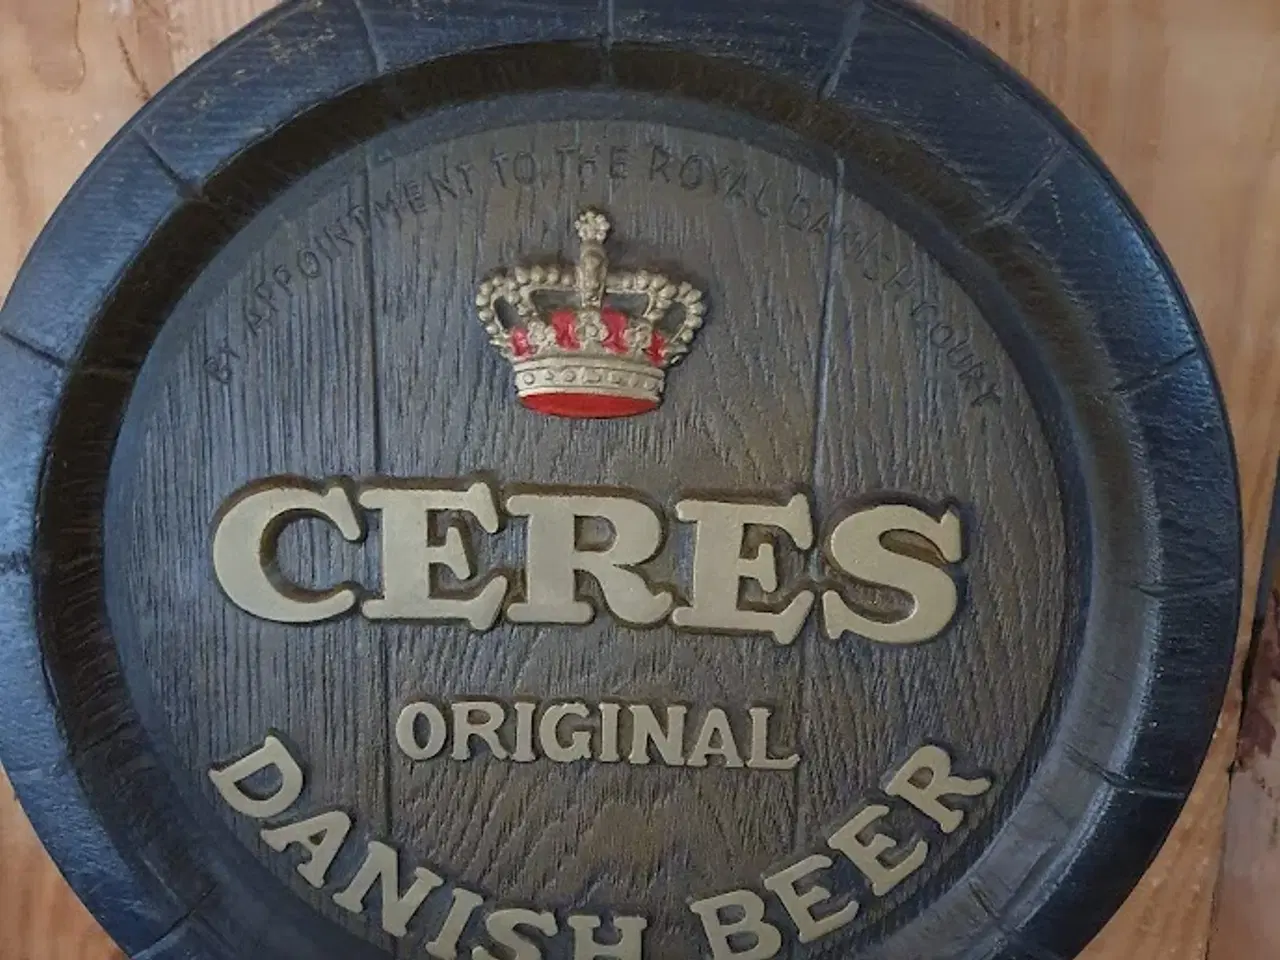 BY APPOINTMENT TO THE ROYAL DANISH COURT
CERES
ORIGINAL
DANISH BEER